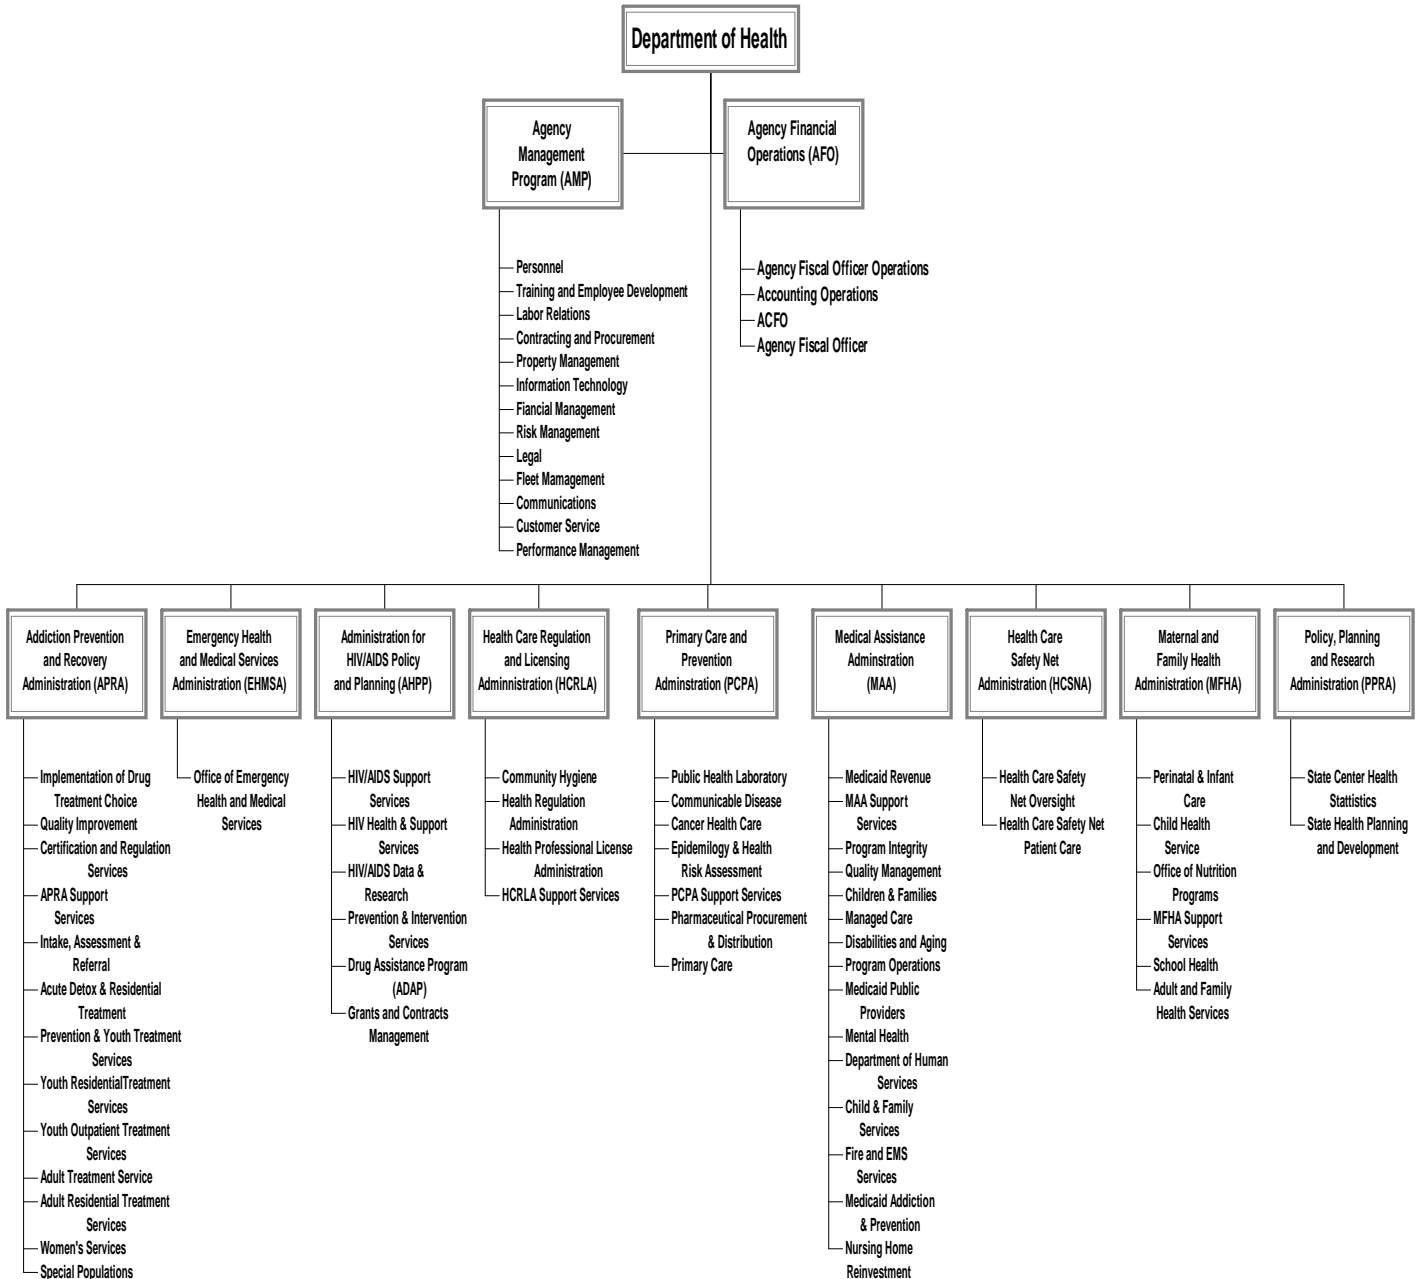 Department of Health
Agency
Management
Program (AMP)
Agency Financial
Operations (AFO)
Personnel
Training and Employee Development
Labor Relations
Contracting and Procurement
Property Management
Information Technology
Fiancial Management
Risk Management
Legal
Fleet Mamagement
Communications
Customer Service
Performance Management
Agency Fiscal Officer Operations
Accounting Operations
ACFO
Agency Fiscal Officer
Addiction Prevention
and Recovery
Administration (APRA)
Implementation of Drug
Treatment Choice
Quality Improvement
Certification and Regulation
Services
APRA Support
Services
Intake, Assessment &
Referral
Acute Detox & Residential
Treatment
Prevention & Youth Treatment
Services
Youth ResidentialTreatment
Services
Youth Outpatient Treatment
Services
Adult Treatment Service
Adult Residential Treatment
Services
Women's Services
Special Populations
Emergency Health
and Medical Services
Administration (EHMSA)
Office of Emergency
Health and Medical
Services
Administration for
HIV/AIDS Policy
and Planning (AHPP)
HIV/AIDS Support
Services
HIV Health & Support
Services
HIV/AIDS Data &
Research
Prevention & Intervention
Services
Drug Assistance Program
(ADAP)
Grants and Contracts
Management
Health Care Regulation
and Licensing
Adminnistration (HCRLA)
Community Hygiene
Health Regulation
Administration
Health Professional License
Administration
HCRLA Support Services
Primary Care and
Prevention
Adminstration (PCPA)
Public Health Laboratory
Communicable Disease
Cancer Health Care
Epidemilogy & Health
Risk Assessment
PCPA Support Services
Pharmaceutical Procurement
& Distribution
Primary Care
Medical Assistance
Adminstration
(MAA)
Medicaid Revenue
MAA Support
Services
Program Integrity
Quality Management
Children & Families
Managed Care
Disabilities and Aging
Program Operations
Medicaid Public
Providers
Mental Health
Department of Human
Services
Child & Family
Services
Fire and EMS
Services
Medicaid Addiction
& Prevention
Nursing Home
Reinvestment
Health Care
Safety Net
Administration (HCSNA)
Health Care Safety
Net Oversight
Health Care Safety Net
Patient Care
Maternal and
Family Health
Administration (MFHA)
Perinatal & Infant
Care
Child Health
Service
Office of Nutrition
Programs
MFHA Support
Services
School Health
Adult and Family
Health Services
Policy, Planning
and Research
Administration (PPRA)
State Center Health
Statistics
State Health Planning
and Development